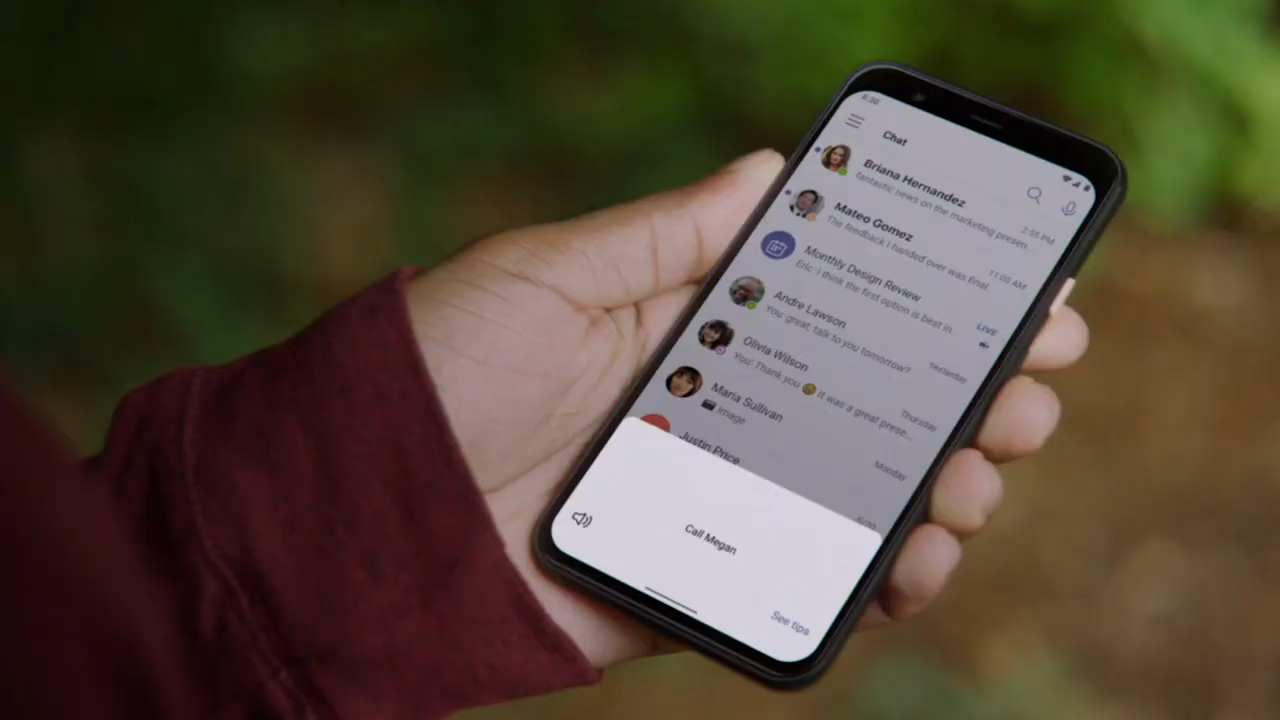 8:30
Chat
Briana Hernandez
2:55 PM
fantastic news on the marketing presen...
Mateo Gomez
11:00 AM
The feedback I handed over was final.
Monthly Design Review
LIVE
Eric: I think the first option is best in...
Andre Lawson
Yesterday
You: great, talk to you tomorrow?
Olivia Wilson
Thursday
You: Thank you 😊 it was a great prese...
Maria Sullivan
Monday
Image
Justin Price
Call Megan
See tips